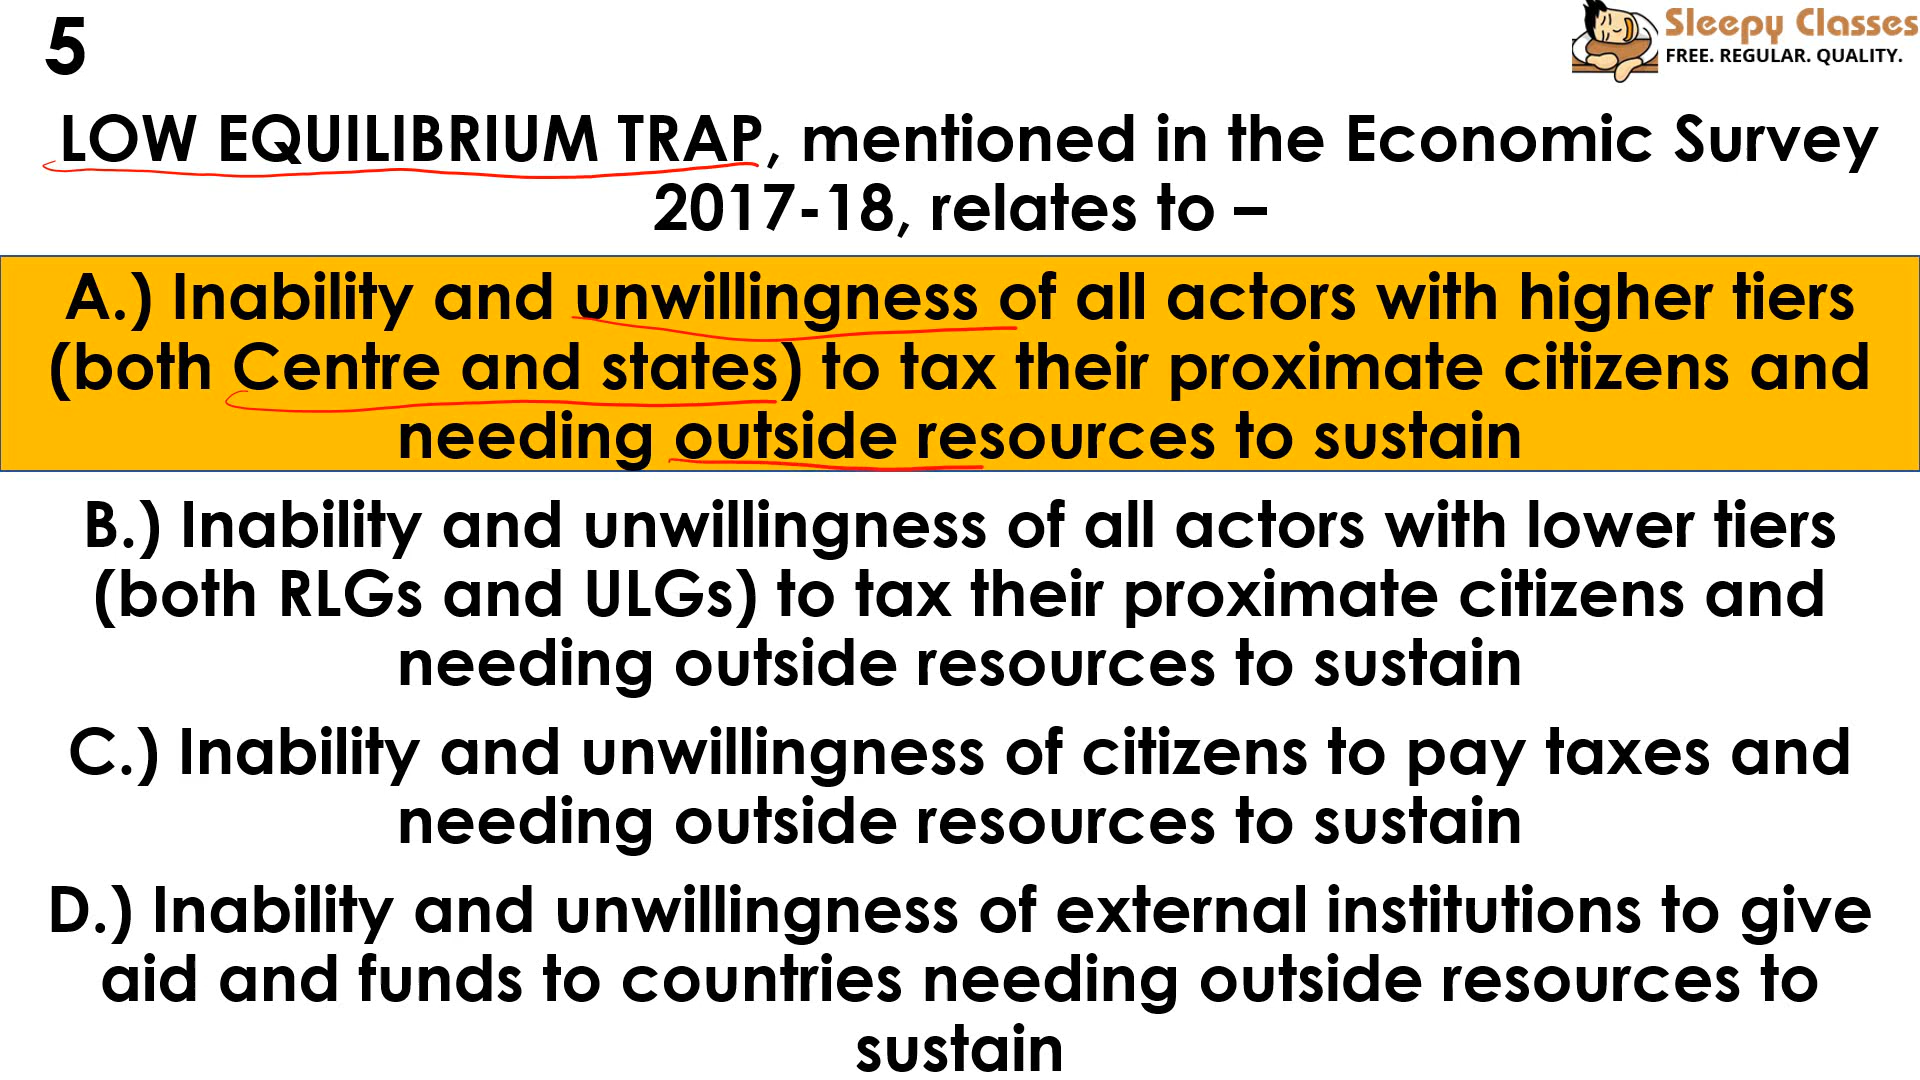 5
Sleepy Classes
FREE. REGULAR. QUALITY.
LOW EQUILIBRIUM TRAP, mentioned in the Economic Survey
2017-18, relates to –
A.) Inability and unwillingness of all actors with higher tiers
(both Centre and states) to tax their proximate citizens and
needing outside resources to sustain
B.) Inability and unwillingness of all actors with lower tiers
(both RLGs and ULGs) to tax their proximate citizens and
needing outside resources to sustain
C.) Inability and unwillingness of citizens to pay taxes and
needing outside resources to sustain
D.) Inability and unwillingness of external institutions to give
aid and funds to countries needing outside resources to
sustain